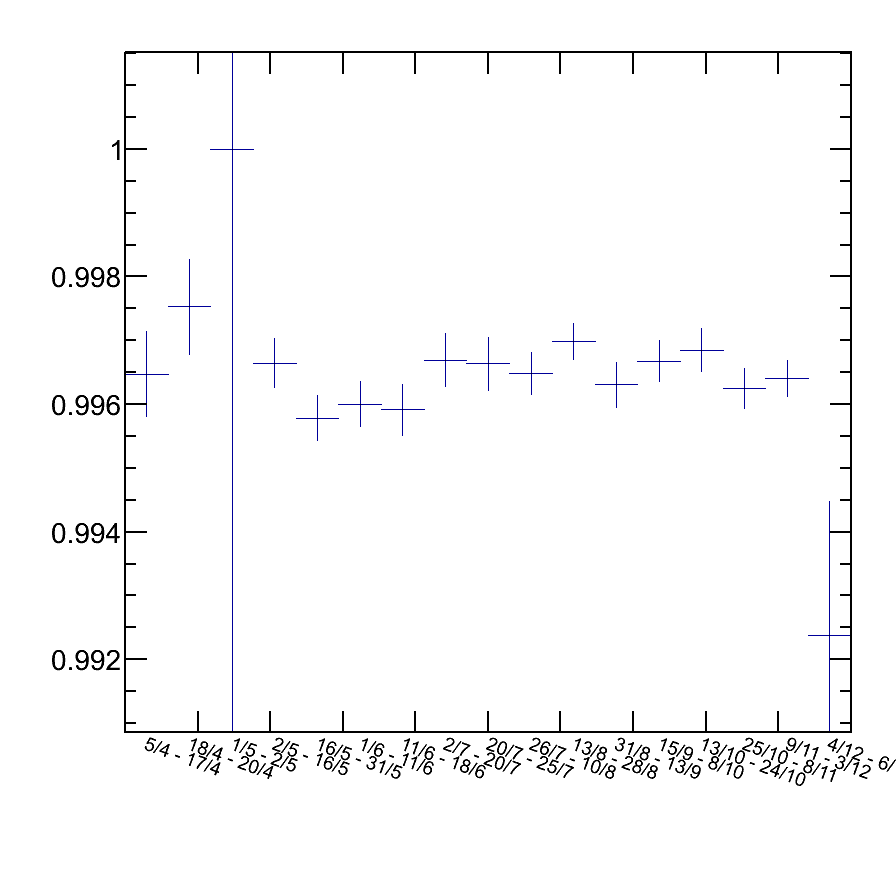 1
0.998
0.996
0.994
0.992
5/4 - 17/4
18/4 - 20/4
1/5 - 2/5
2/5 - 16/5
16/5 - 31/5
1/6 - 11/6
11/6 - 18/6
2/7 - 20/7
20/7 - 25/7
26/7 - 10/8
13/8 - 28/8
31/8 - 13/9
15/9 - 8/10
13/10 - 24/10
25/10 - 8/11
9/11 - 3/12
4/12 - 6/